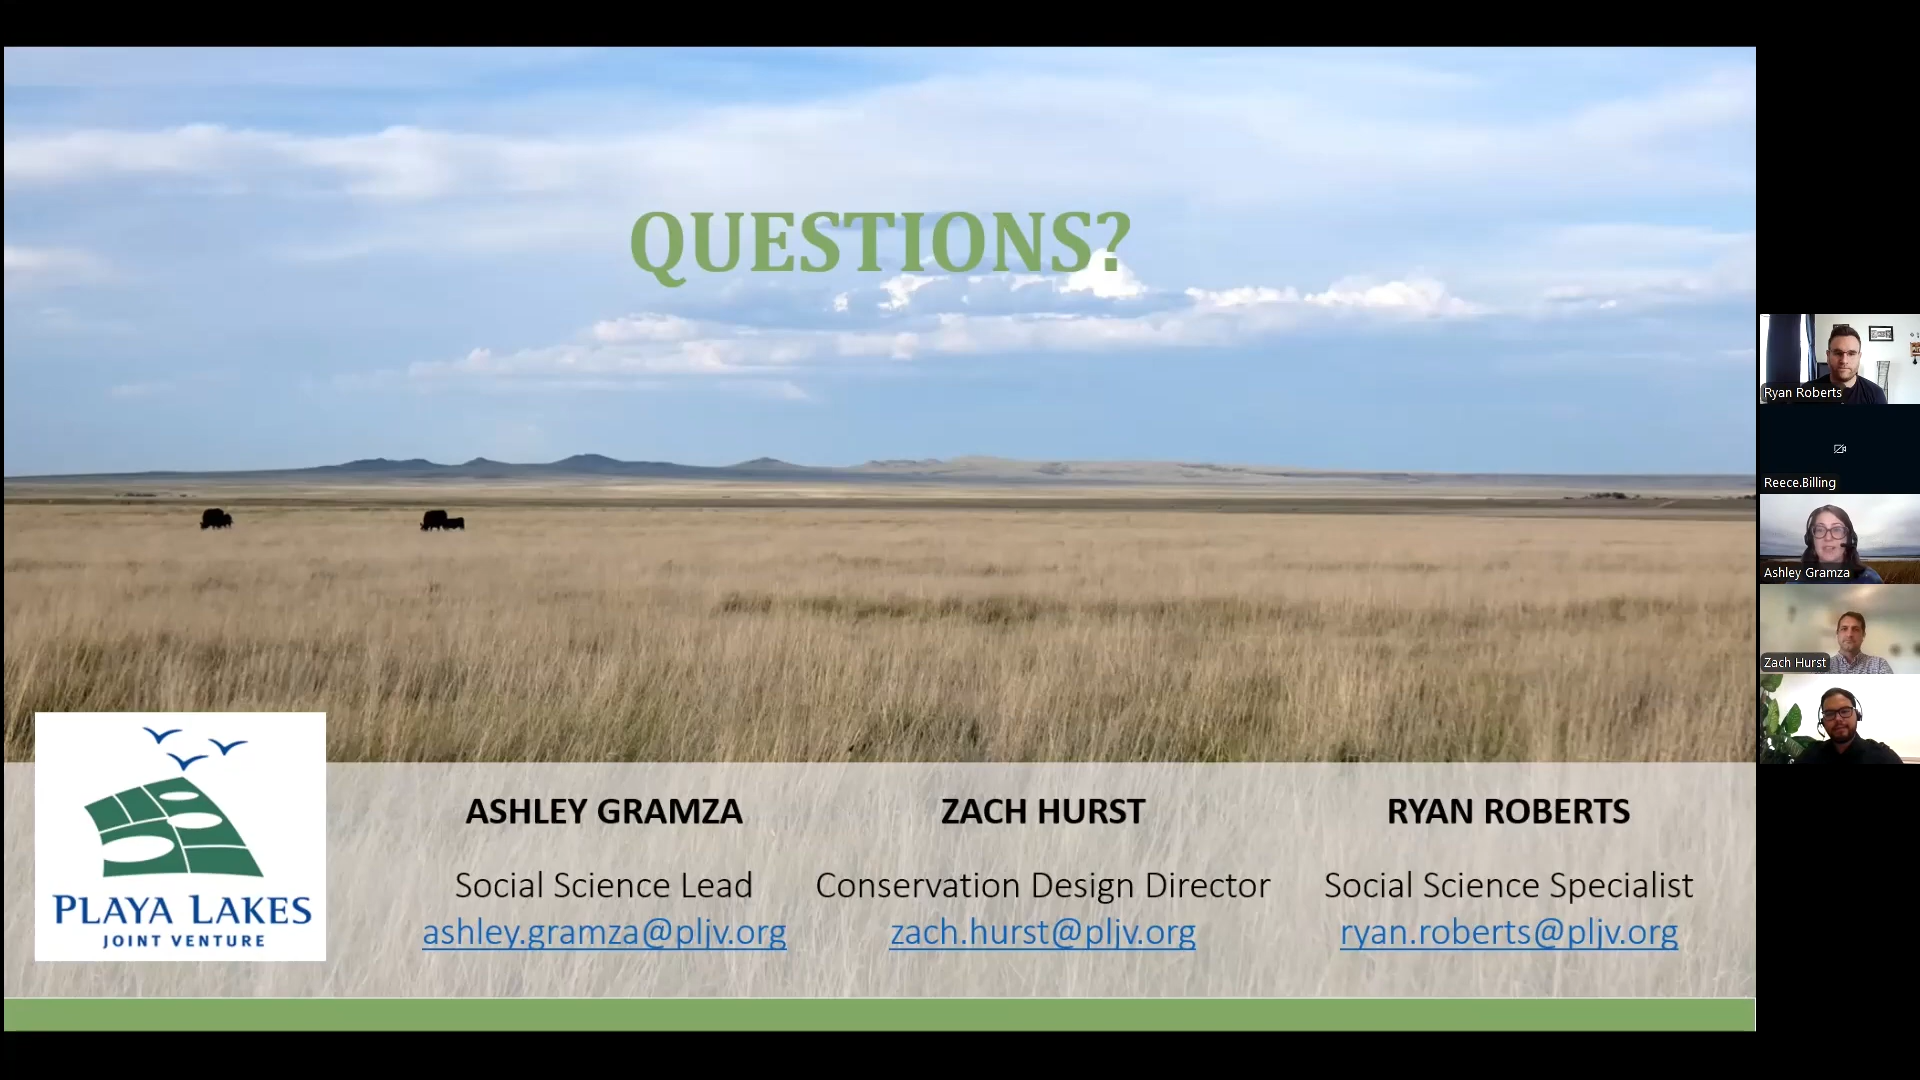 QUESTIONS?
Ryan Roberts
Reece.Billing
Ashley Gramza
Zach Hurst
PLAYA LAKES
JOINT VENTURE
ASHLEY GRAMZA
Social Science Lead
ashley.gramza@pljv.org
ZACH HURST
Conservation Design Director
zach.hurst@pljv.org
RYAN ROBERTS
Social Science Specialist
ryan.roberts@pljv.org